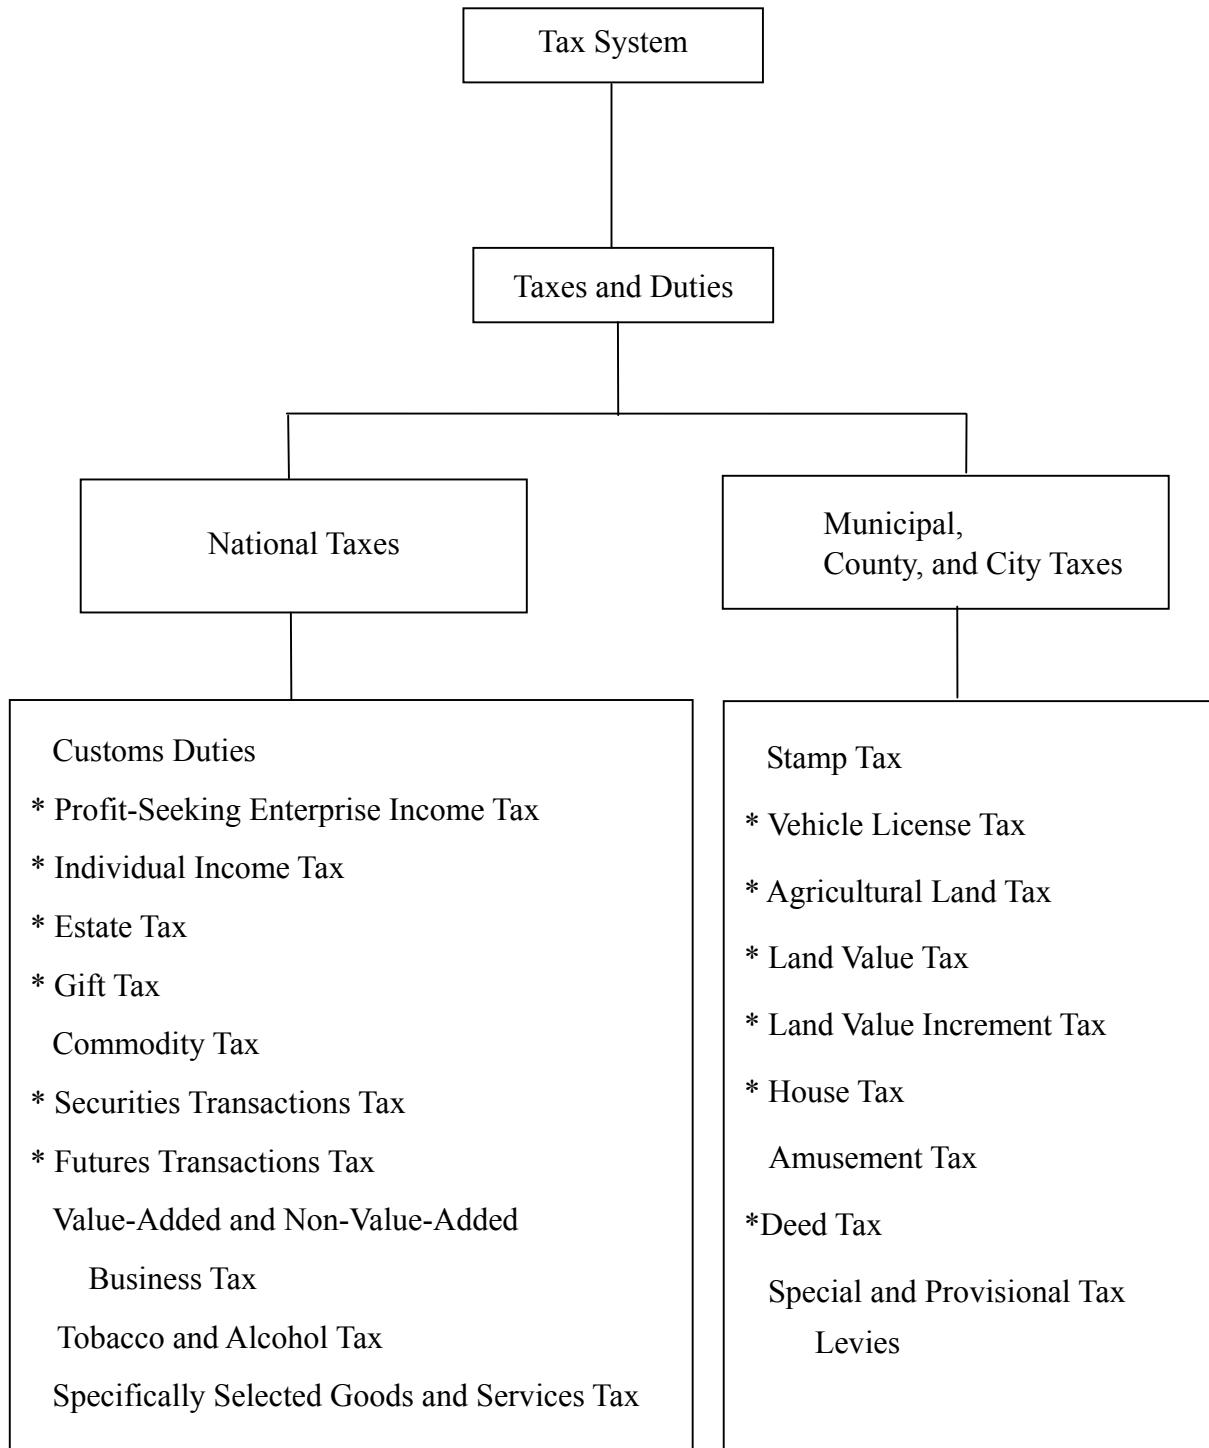 Tax System
Taxes and Duties
National Taxes
Municipal,
County, and City Taxes
Customs Duties
* Profit-Seeking Enterprise Income Tax
* Individual Income Tax
* Estate Tax
* Gift Tax
Commodity Tax
* Securities Transactions Tax
* Futures Transactions Tax
Value-Added and Non-Value-Added
Business Tax
Tobacco and Alcohol Tax
Specifically Selected Goods and Services Tax
Stamp Tax
* Vehicle License Tax
* Agricultural Land Tax
* Land Value Tax
* Land Value Increment Tax
* House Tax
Amusement Tax
*Deed Tax
Special and Provisional Tax
Levies